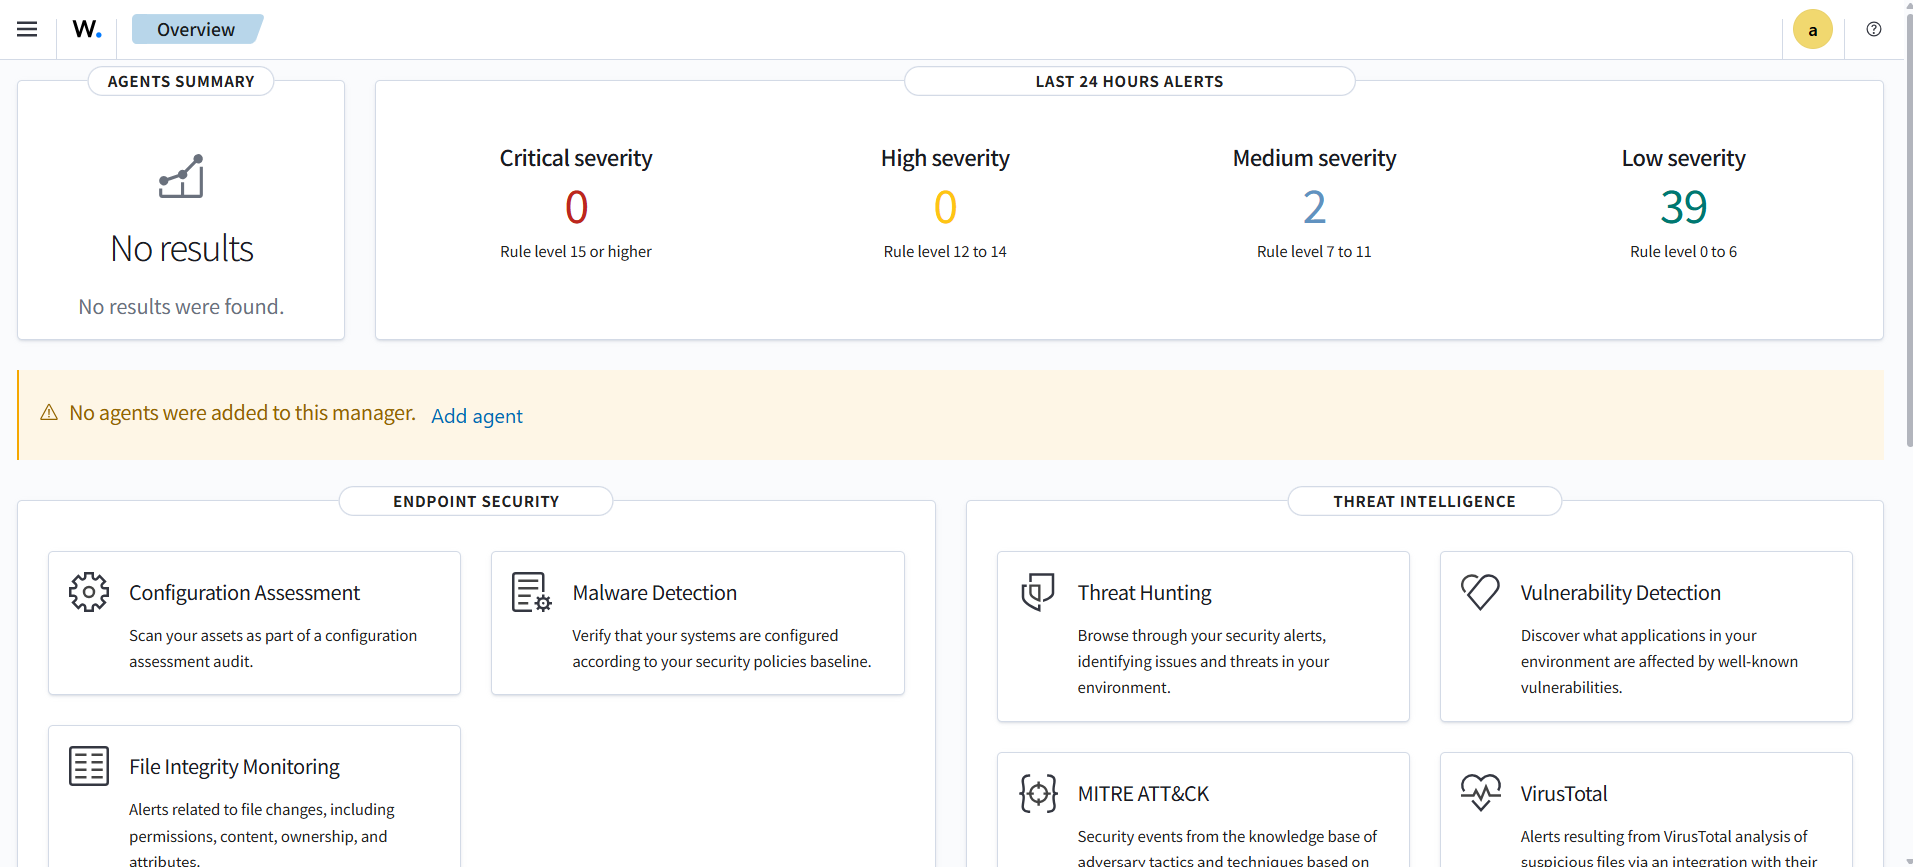 W.
Overview
a
?
AGENTS SUMMARY
No results
No results were found.
LAST 24 HOURS ALERTS
Critical severity
0
Rule level 15 or higher
High severity
0
Rule level 12 to 14
Medium severity
2
Rule level 7 to 11
Low severity
39
Rule level 0 to 6
No agents were added to this manager. Add agent
ENDPOINT SECURITY
Configuration Assessment
Scan your assets as part of a configuration
assessment audit.
Malware Detection
Verify that your systems are configured
according to your security policies baseline.
File Integrity Monitoring
Alerts related to file changes, including
permissions, content, ownership, and
attributes.
THREAT INTELLIGENCE
Threat Hunting
Browse through your security alerts,
identifying issues and threats in your
environment.
Vulnerability Detection
Discover what applications in your
environment are affected by well-known
vulnerabilities.
MITRE ATT&CK
Security events from the knowledge base of
adversary tactics and techniques based on
VirusTotal
Alerts resulting from VirusTotal analysis of
suspicious files via an integration with their